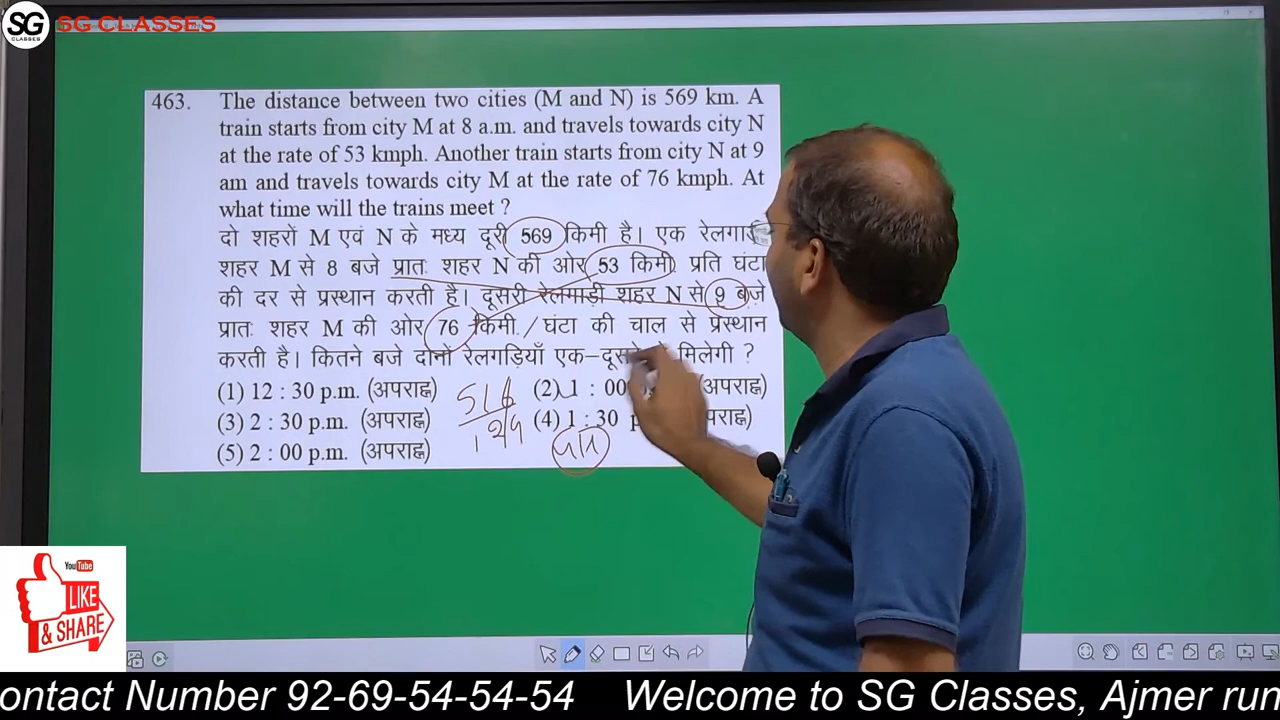 SG
CLASSES
SG CLASSES
463. The distance between two cities (M and N) is 569 km. A
train starts from city M at 8 a.m. and travels towards city N
at the rate of 53 kmph. Another train starts from city N at 9
am and travels towards city M at the rate of 76 kmph. At
what time will the trains meet ?
दो शहरों M एवं N के मध्य दूरी 569 किमी है। एक रेलगाड़ी
शहर M से 8 बजे प्रातः शहर N की ओर 53 किमी प्रति घंटा
की दर से प्रस्थान करती है। दूसरी रेलगाड़ी शहर N से 9 बजे
प्रातः शहर M की ओर 76 किमी / घंटा की चाल से प्रस्थान
करती है। कितने बजे दोनों रेलगड़ियाँ एक-दूसरे मिलेगी ?
(1) 12 : 30 p.m. (अपराह्न) (2) 1 : 00 (अपराह्न)
(3) 2 : 30 p.m. (अपराह्न) (4) 1 : 30 p (अपराह्न)
(5) 2 : 00 p.m. (अपराह्न)
516
129
YouTube
LIKE
& SHARE
ontact Number 92-69-54-54-54 Welcome to SG Classes, Ajmer run